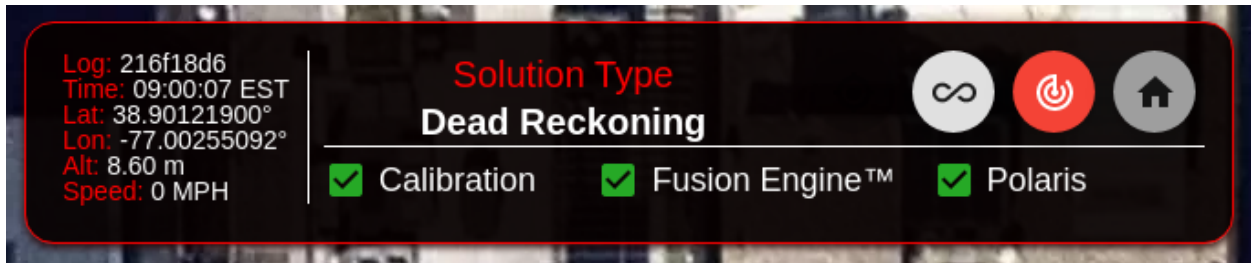 Log: 216f18d6
Time: 09:00:07 EST
Lat: 38.90121900°
Lon: -77.00255092°
Alt: 8.60 m
Speed: 0 MPH
Solution Type
Dead Reckoning
Calibration Fusion Engine™ Polaris